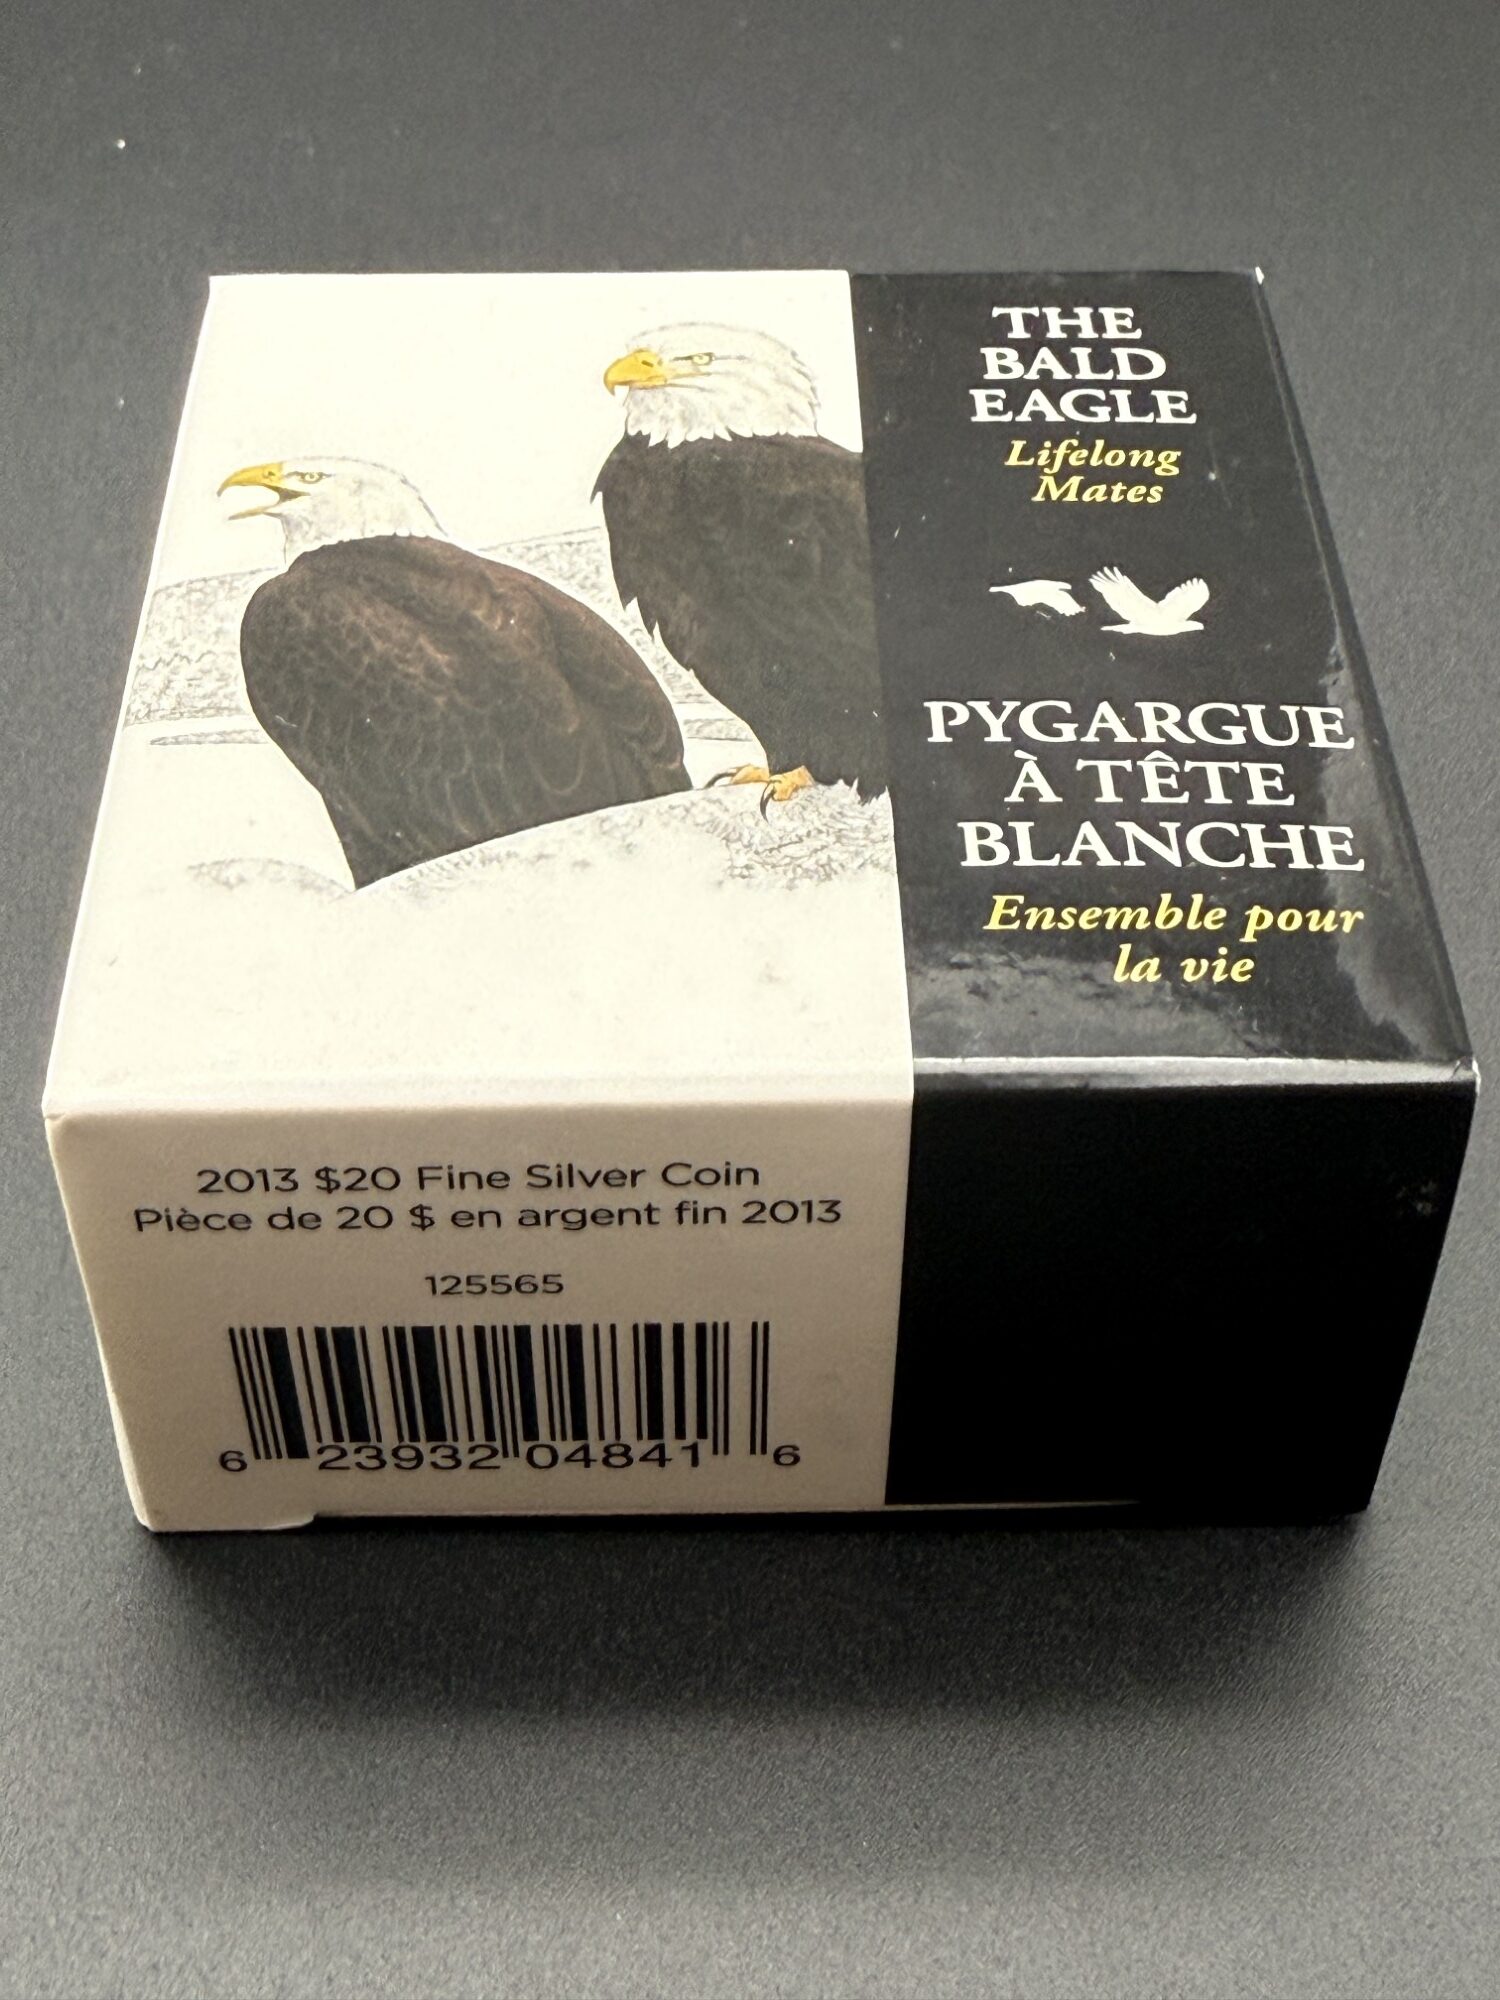 THE
BALD
EAGLE
Lifelong
Mates
PYGARGUE
À TÊTE
BLANCHE
Ensemble pour
la vie
2013 $20 Fine Silver Coin
Pièce de 20 $ en argent fin 2013
125565
6 23932 04841 6